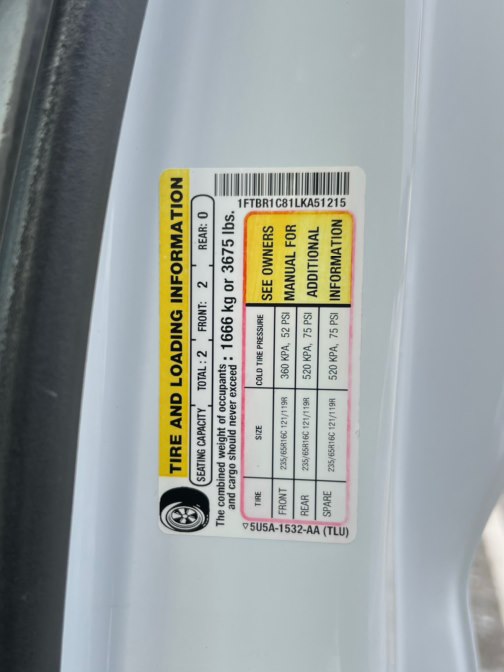 1FTBR1C81LKA51215
TIRE AND LOADING INFORMATION
SEATING CAPACITY TOTAL : 2 FRONT: 2 REAR: 0
The combined weight of occupants : 1666 kg or 3675 lbs.
and cargo should never exceed
TIRE SIZE COLD TIRE PRESSURE
FRONT 235/65R16C 121/119R 360 KPA, 52 PSI
REAR 235/65R16C 121/119R 520 KPA, 75 PSI
SPARE 235/65R16C 121/119R 520 KPA, 75 PSI
SEE OWNERS
MANUAL FOR
ADDITIONAL
INFORMATION
▽5U5A-1532-AA (TLU)